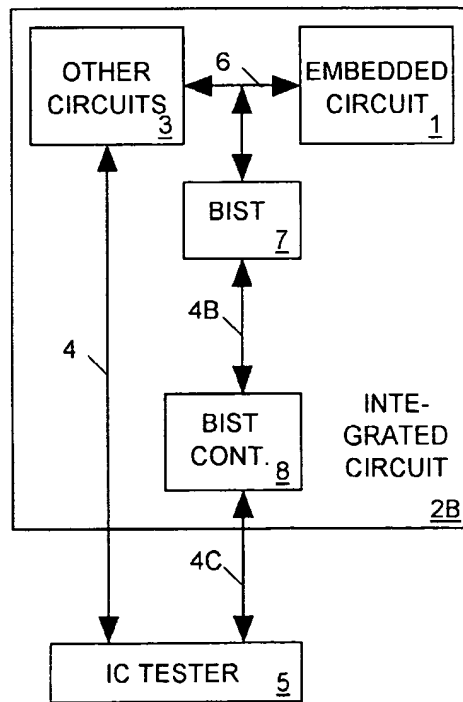 OTHER
CIRCUITS
3
6
EMBEDDED
CIRCUIT
1
BIST
7
4
4B
BIST
CONT.
8
INTE-
GRATED
CIRCUIT
2B
4C
IC TESTER
5